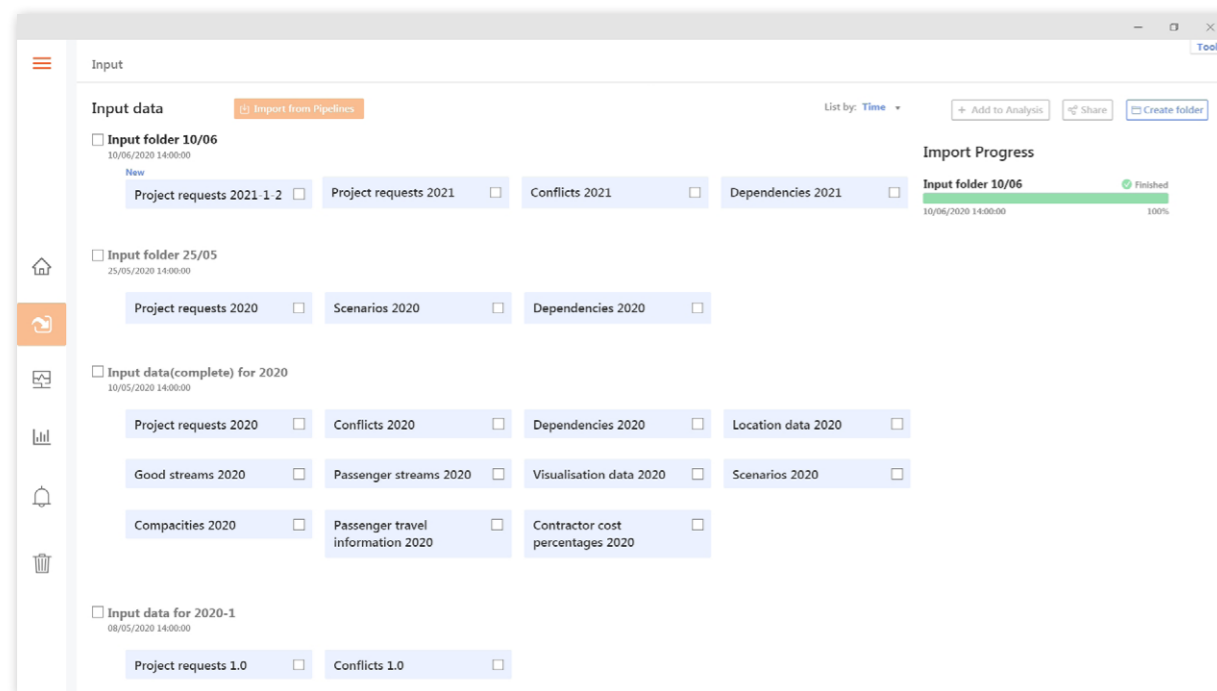 Tool
Input
Input data
Import from Pipelines
List by: Time
+ Add to Analysis
Share
Create folder
Input folder 10/06
10/06/2020 14:00:00
New
Project requests 2021-1-2
Project requests 2021
Conflicts 2021
Dependencies 2021
Import Progress
Input folder 10/06
Finished
10/06/2020 14:00:00
100%
Input folder 25/05
25/05/2020 14:00:00
Project requests 2020
Scenarios 2020
Dependencies 2020
Input data(complete) for 2020
10/05/2020 14:00:00
Project requests 2020
Conflicts 2020
Dependencies 2020
Location data 2020
Good streams 2020
Passenger streams 2020
Visualisation data 2020
Scenarios 2020
Compacities 2020
Passenger travel
information 2020
Contractor cost
percentages 2020
Input data for 2020-1
08/05/2020 14:00:00
Project requests 1.0
Conflicts 1.0